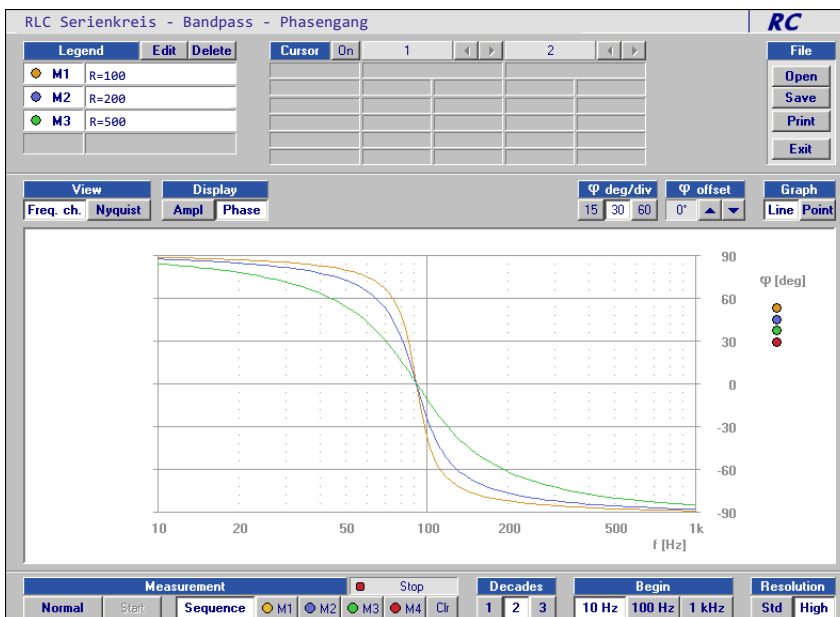 RLC Serienkreis - Bandpass - Phasengang
RC
Legend Edit Delete
Cursor On 1 2
File
M1 R=100
M2 R=200
M3 R=500
Open
Save
Print
Exit
View
Display
φ deg/div
φ offset
Graph
Freq. ch. Nyquist
Ampl Phase
15 30 60
0°
Line Point
90
φ [deg]
60
30
0
-30
-60
-90
10 20 50 100 200 500 1k
f [Hz]
Measurement
Stop
Decades
Begin
Resolution
Normal Start Sequence M1 M2 M3 M4 Clr
1 2 3
10 Hz 100 Hz 1 kHz
Std High